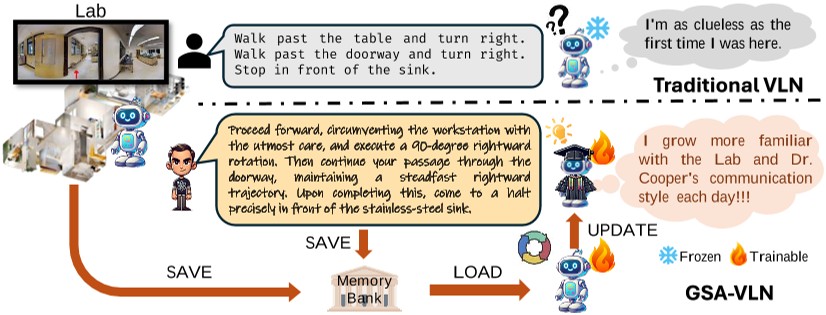 Lab
Walk past the table and turn right.
Walk past the doorway and turn right.
Stop in front of the sink.
??
I'm as clueless as the
first time I was here.
Traditional VLN
Proceed forward, circumventing the workstation with
the utmost care, and execute a 90-degree rightward
rotation. Then continue your passage through the
doorway, maintaining a steadfast rightward
trajectory. Upon completing this, come to a halt
precisely in front of the stainless-steel sink.
I grow more familiar
with the Lab and Dr.
Cooper's communication
style each day!!!
SAVE
UPDATE
Frozen
Trainable
SAVE
Memory
Bank
LOAD
GSA-VLN